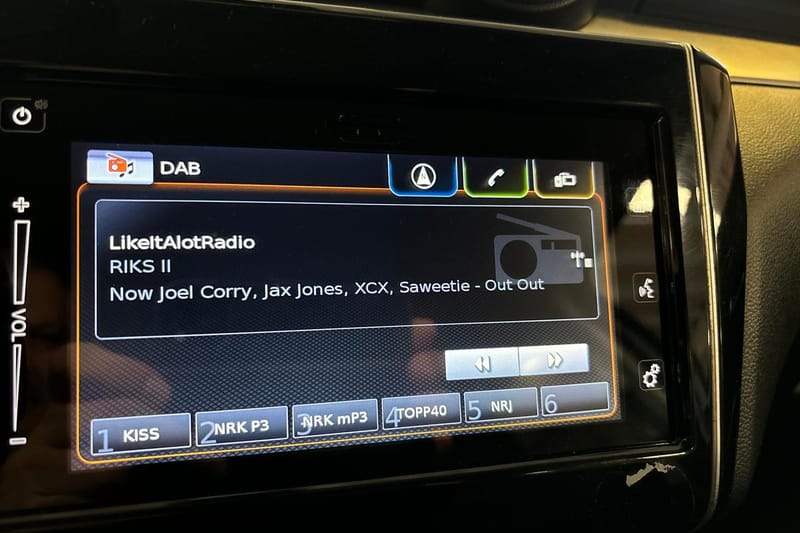 DAB
LikeItAlotRadio
RIKS II
Now Joel Corry, Jax Jones, XCX, Saweetie - Out Out
VOL
1 KISS
2 NRK P3
3 NRK mP3
4 TOPP40
5 NRJ
6